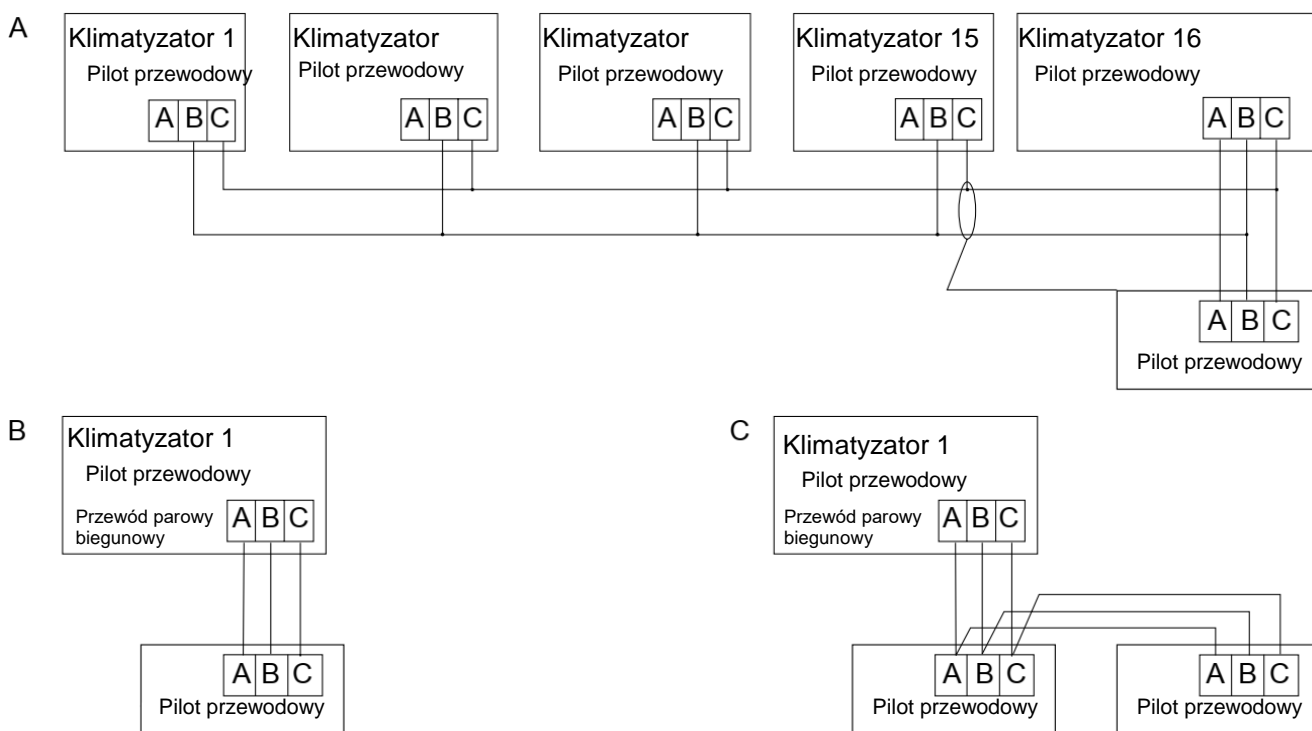 A
Klimatyzator 1
Pilot przewodowy
A B C
Klimatyzator
Pilot przewodowy
A B C
Klimatyzator
Pilot przewodowy
A B C
Klimatyzator 15
Pilot przewodowy
A B C
Klimatyzator 16
Pilot przewodowy
A B C
A B C
Pilot przewodowy
B
Klimatyzator 1
Pilot przewodowy
Przewód parowy
biegunowy
A B C
A B C
Pilot przewodowy
C
Klimatyzator 1
Pilot przewodowy
Przewód parowy
biegunowy
A B C
A B C
Pilot przewodowy
A B C
Pilot przewodowy